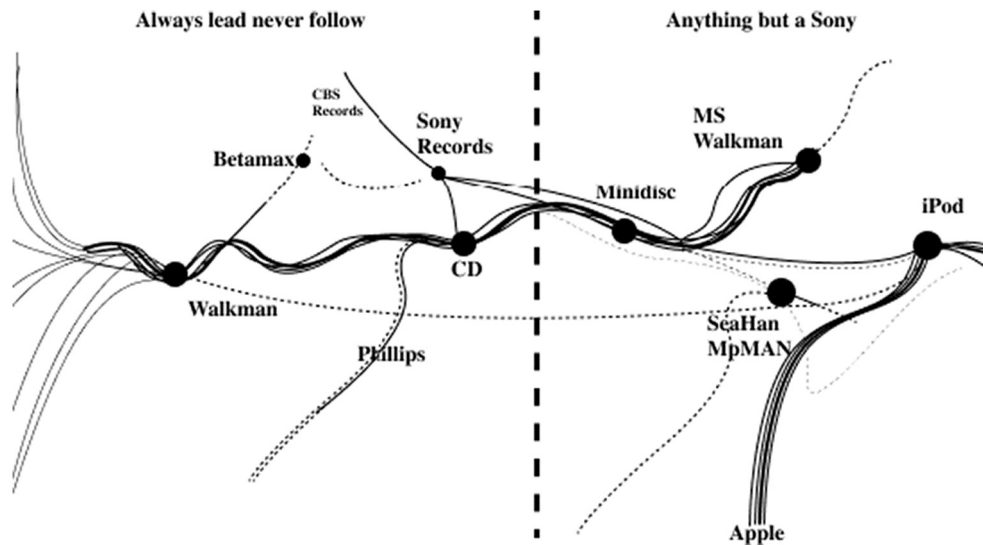 Always lead never follow
Anything but a Sony
CBS
Records
Sony
Records
MS
Walkman
Betamax
Minidisc
iPod
CD
Walkman
SeaHan
MpMAN
Phillips
Apple